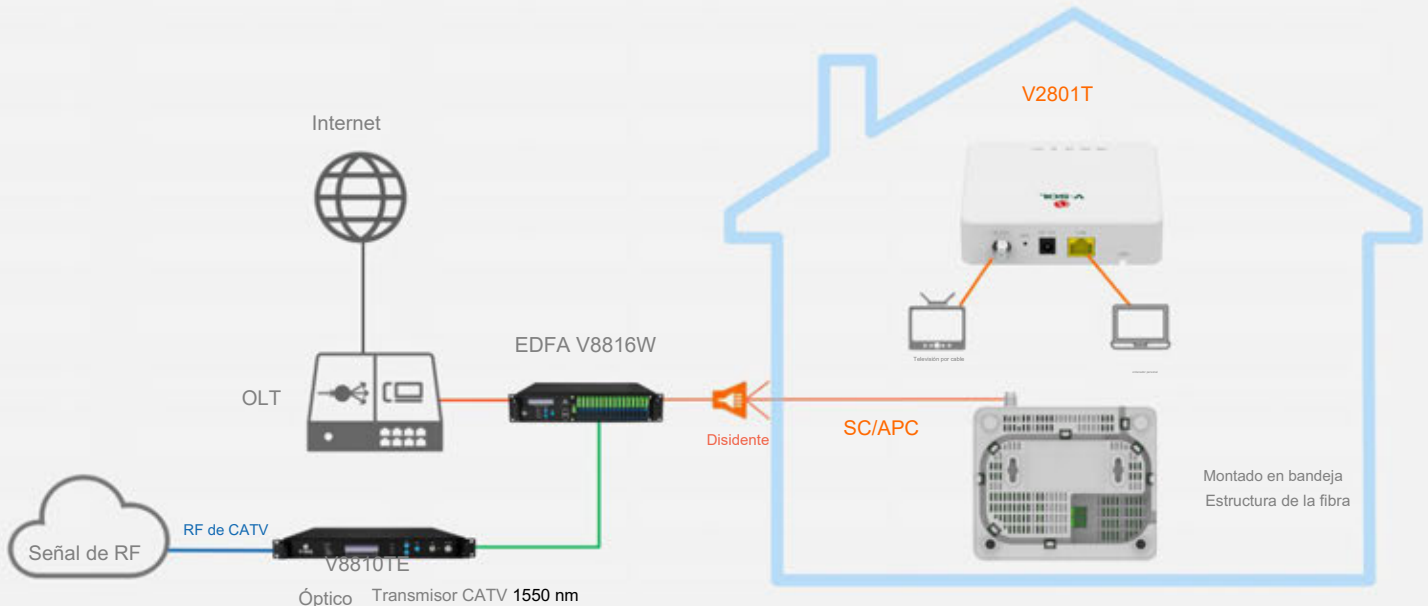 Internet
OLT
EDFA V8816W
Señal de RF
RF de CATV
V8810TE
Óptico Transmisor CATV 1550 nm
Disidente
V2801T
V-SOL
Televisión por cable
SC/APC
Montado en bandeja
Estructura de la fibra